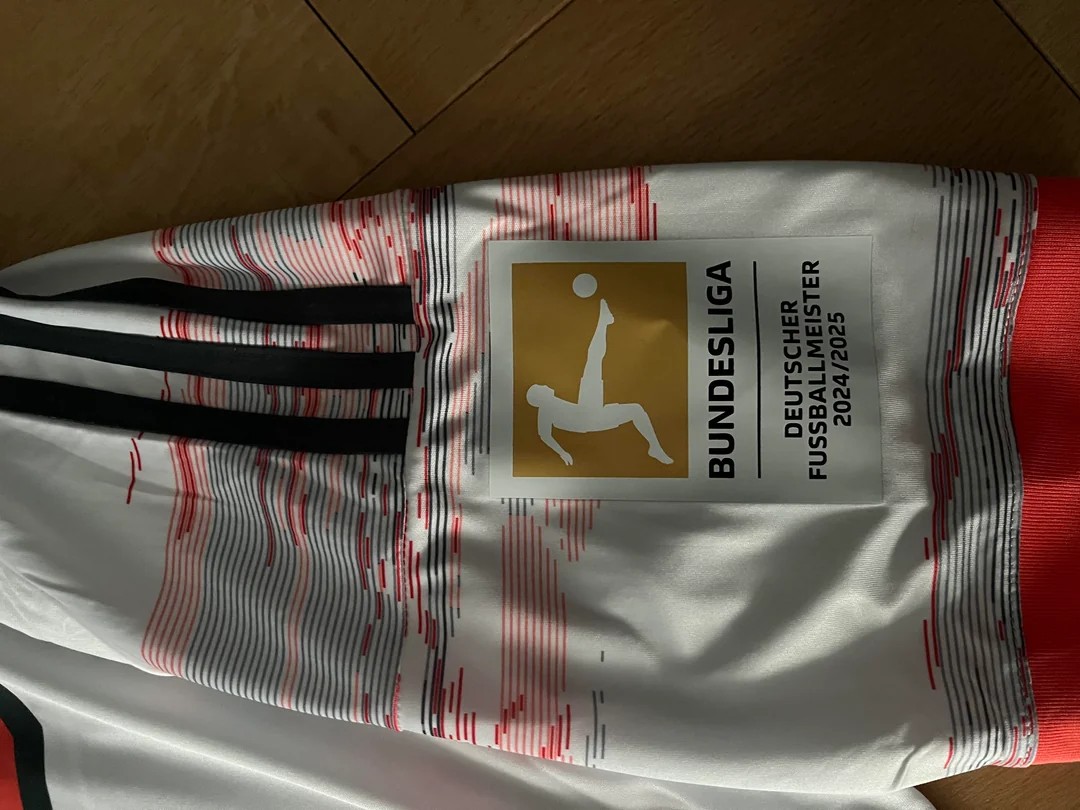 BUNDESLIGA
DEUTSCHER
FUSSBALLMEISTER
2024/2025